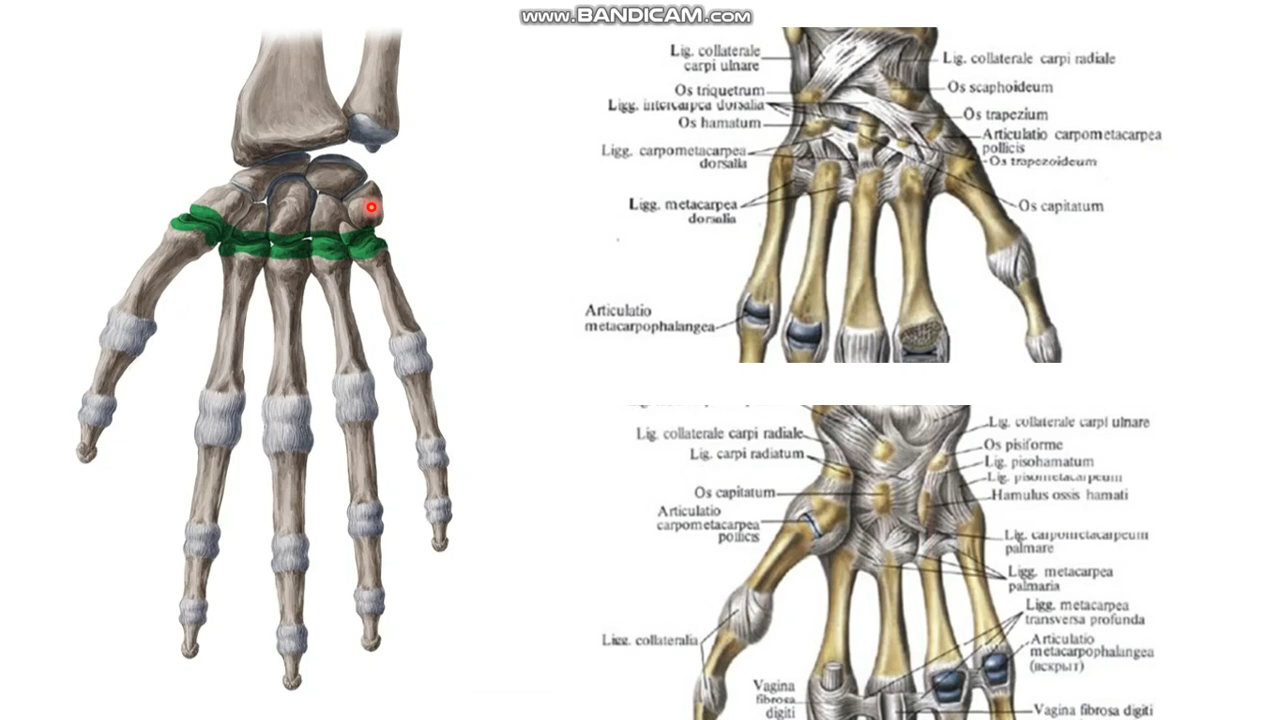 www.BANDICAM.com
Lig. collaterale
carpi ulnare
Lig. collaterale carpi radiale
Os triquetrum
Os scaphoideum
Ligg. intercarpea dorsalia
Os trapezium
Os hamatum
Articulatio carpometacarpea
pollicis
Ligg. carpometacarpea
dorsalia
Os trapezoideum
Ligg. metacarpea
dorsalia
Os capitatum
Articulatio
metacarpophalangea
Lig. collaterale carpi radiale
Lig. collaterale carpi ulnare
Lig. carpi radiatum
Os pisiforme
Lig. pisohamatum
Lig. pisometacarpeum
Os capitatum
Hamulus ossis hamati
Articulatio
carpometacarpea
pollicis
Lig. carpometacarpeum
palmare
Ligg. metacarpea
palmaria
Ligg. metacarpea
transversa profunda
Ligg. collateralia
Articulatio
metacarpophalangea
(вскрыт)
Vagina
fibrosa
digiti
Vagina fibrosa digiti